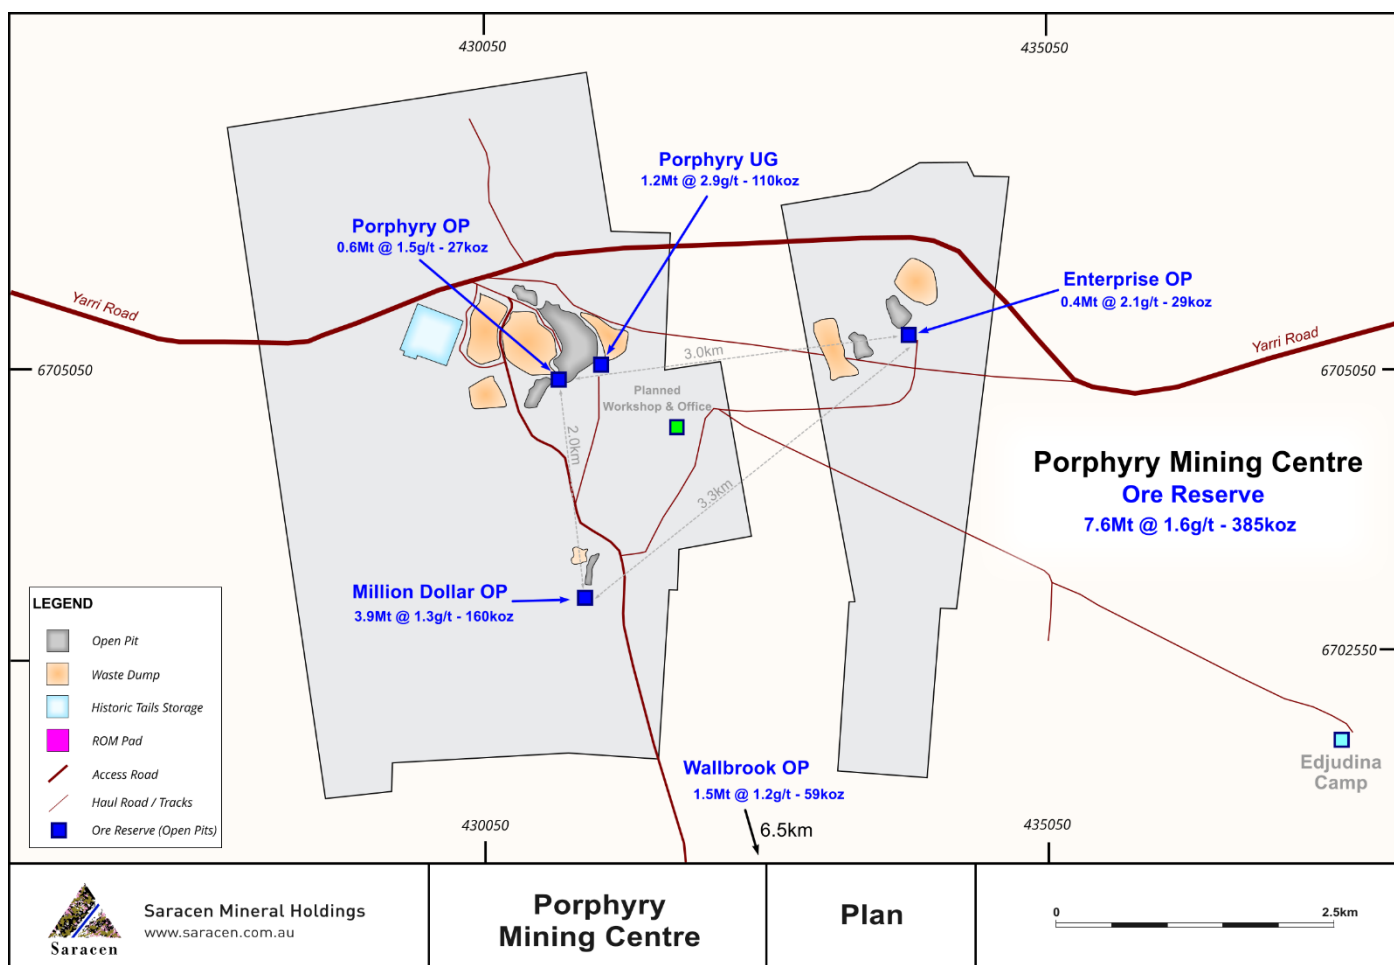 430050
435050
Porphyry UG
1.2Mt @ 2.9g/t - 110koz
Porphyry OP
0.6Mt @ 1.5g/t - 27koz
Enterprise OP
0.4Mt @ 2.1g/t - 29koz
Yarri Road
Yarri Road
3.0km
6705050
6705050
Planned
Workshop & Office
2.0km
3.3km
Porphyry Mining Centre
Ore Reserve
7.6Mt @ 1.6g/t - 385koz
Million Dollar OP
3.9Mt @ 1.3g/t - 160koz
LEGEND
Open Pit
Waste Dump
Historic Tails Storage
ROM Pad
Access Road
Haul Road / Tracks
Ore Reserve (Open Pits)
6702550
Edjudina
Camp
Wallbrook OP
1.5Mt @ 1.2g/t - 59koz
6.5km
430050
435050
Saracen
Saracen Mineral Holdings
www.saracen.com.au
Porphyry
Mining Centre
Plan
0
2.5km